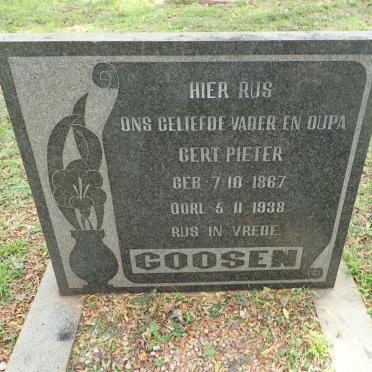 HIER RUS
ONS GELIEFDE VADER EN OUPA
GERT PIETER
GEB 7·10·1867
OORL 5·11·1938
RUS IN VREDE
GOOSEN